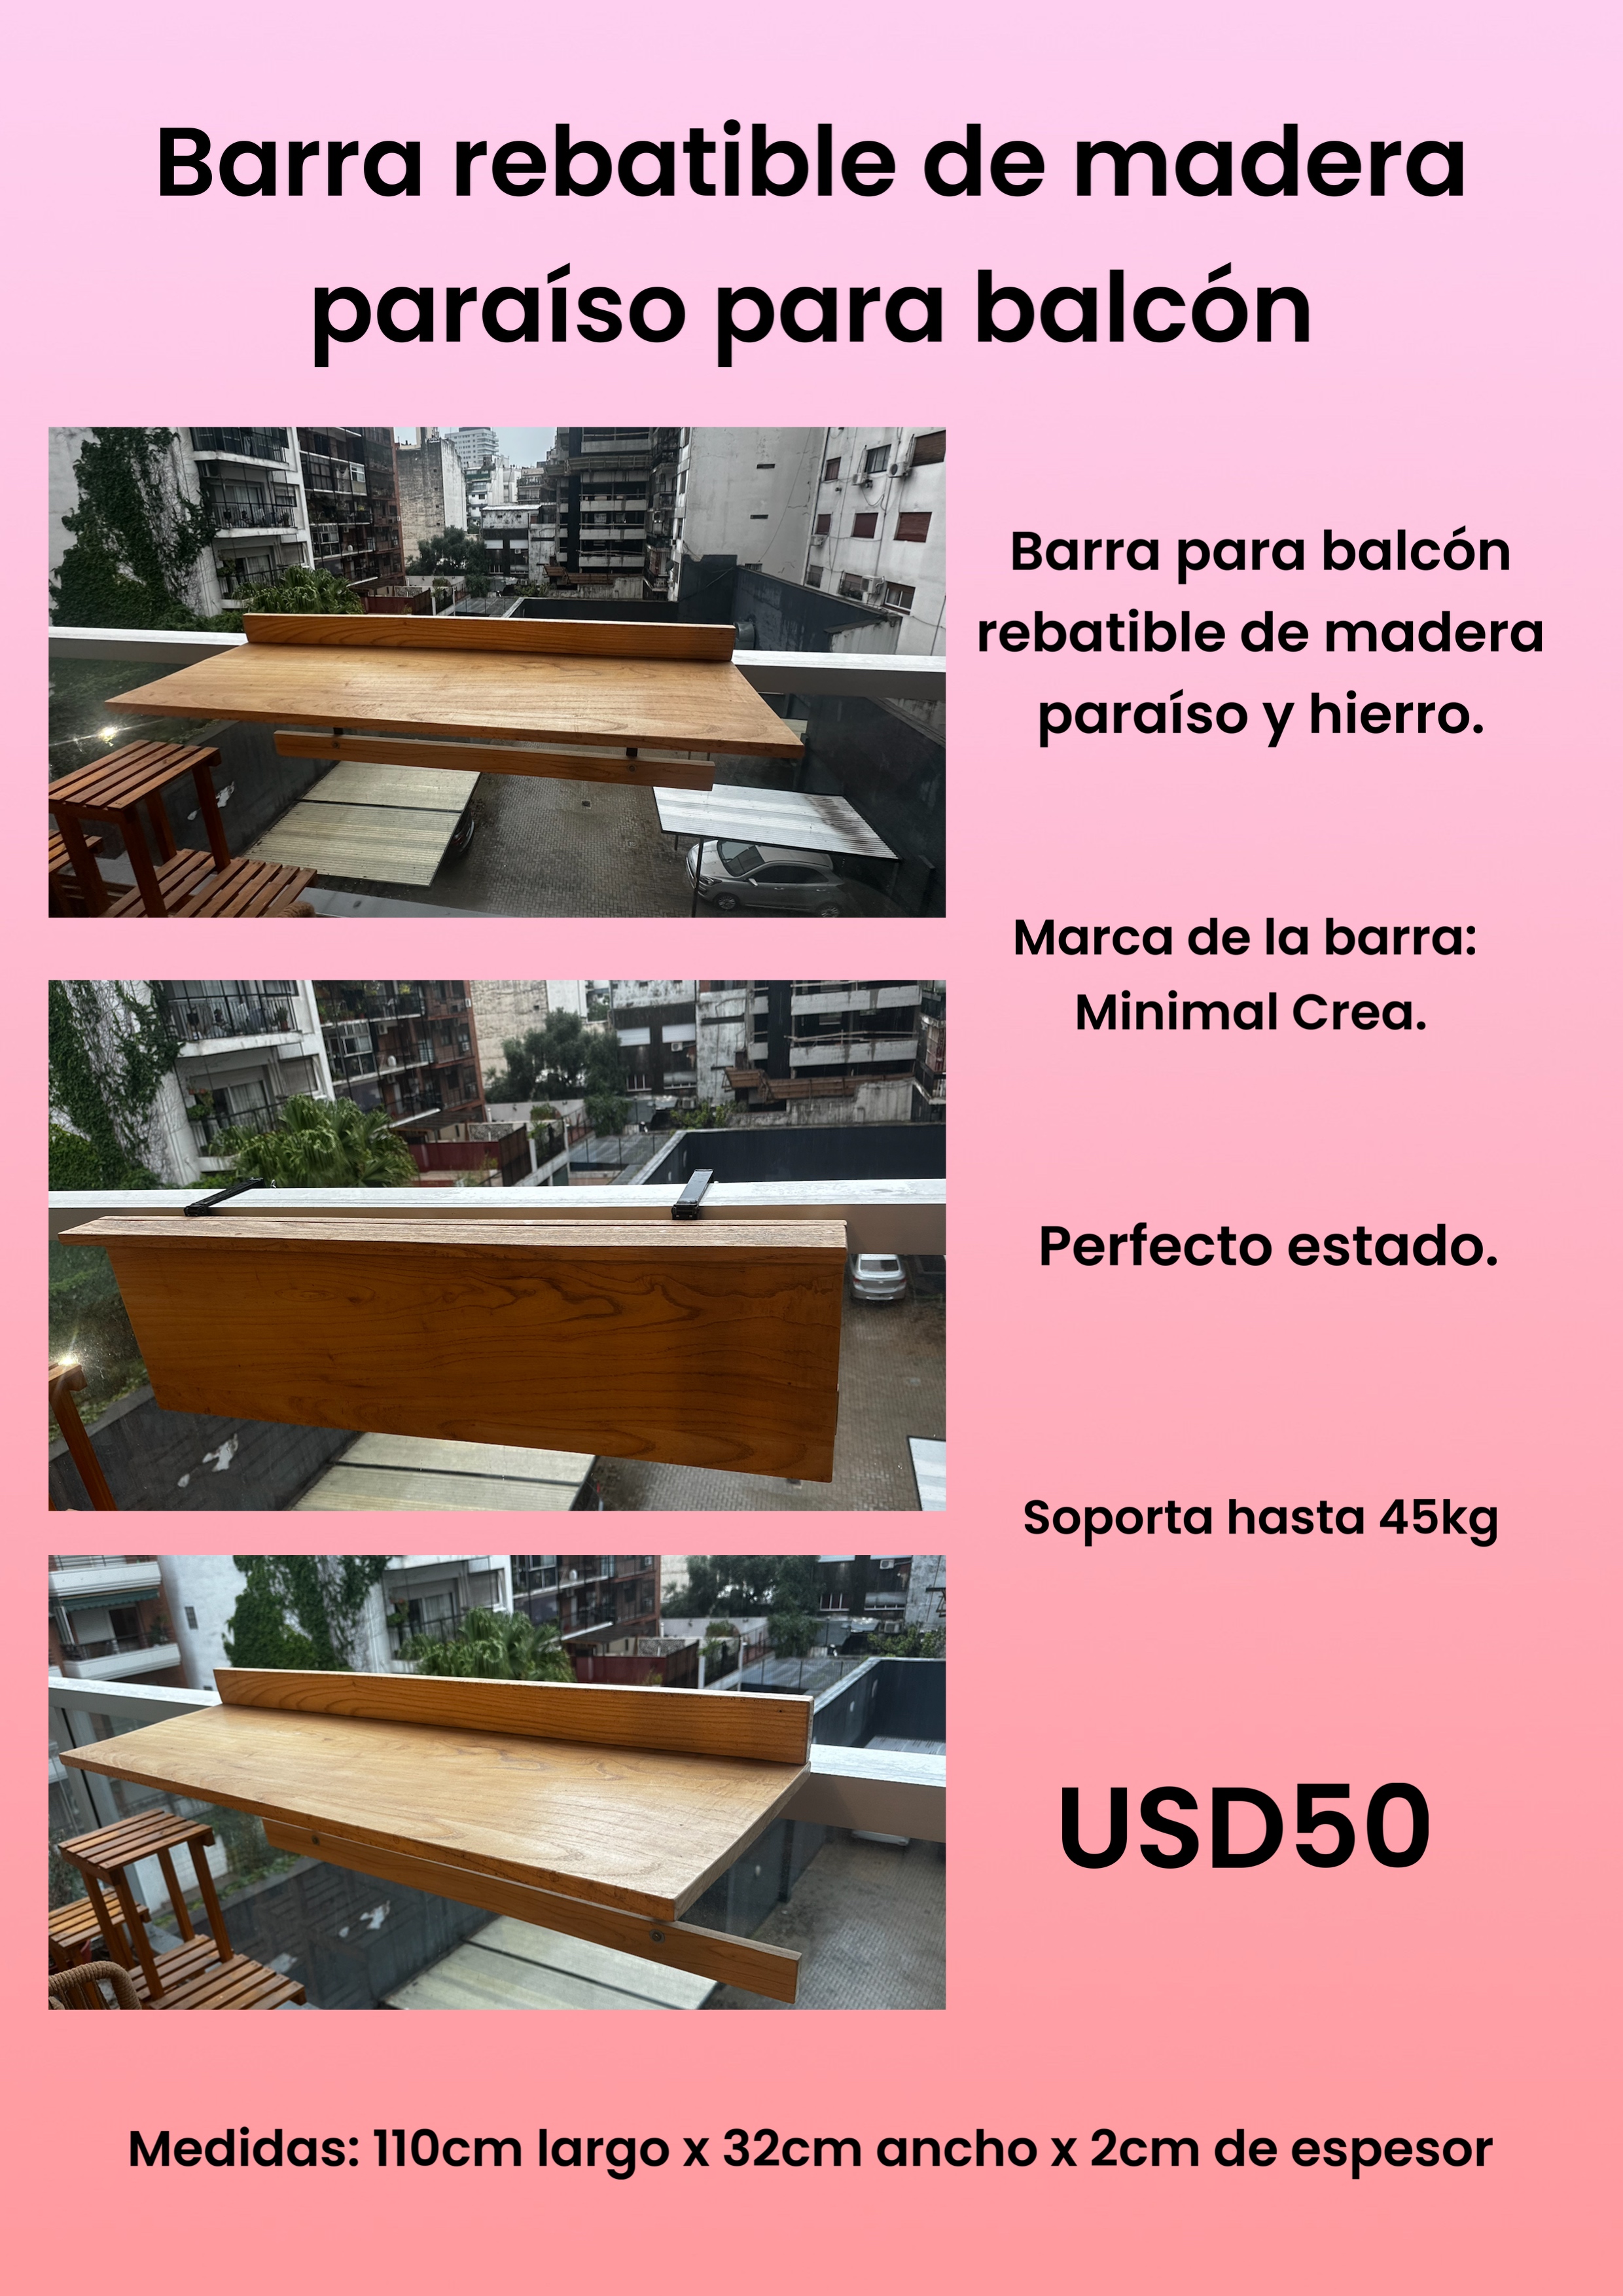 Barra rebatible de madera
paraíso para balcón
Barra para balcón
rebatible de madera
paraíso y hierro.
Marca de la barra:
Minimal Crea.
Perfecto estado.
Soporta hasta 45kg
USD50
Medidas: 110cm largo x 32cm ancho x 2cm de espesor